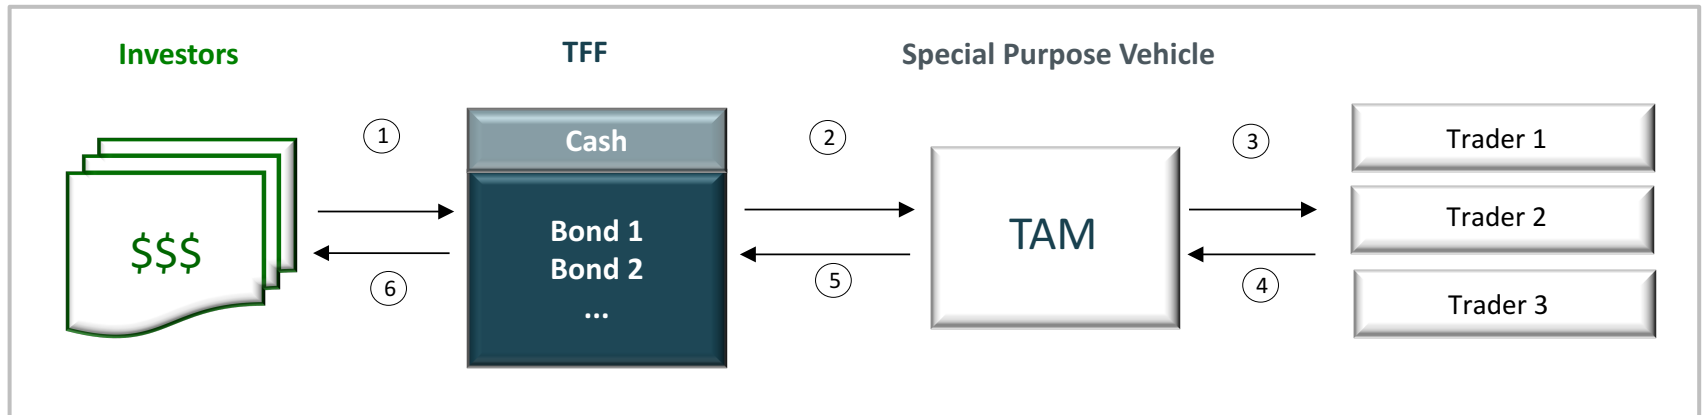 Investors
TFF
Special Purpose Vehicle
1
Cash
2
3
Trader 1
$$$
Bond 1
Bond 2
...
TAM
Trader 2
6
5
4
Trader 3